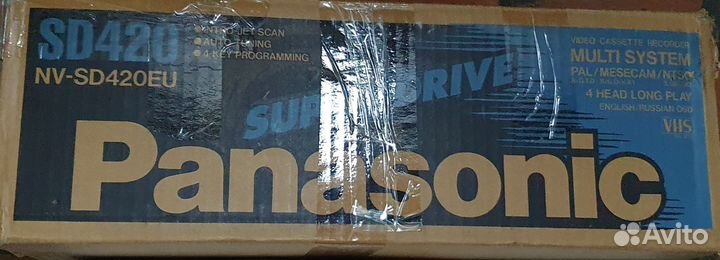 SD420
NV-SD420EU
JET SCAN
AUTO TUNING
4 KEY PROGRAMMING
SUPER DRIVE
VIDEO CASSETTE RECORDER
MULTI SYSTEM
PAL/MESECAM/NTSC
4 HEAD LONG PLAY
ENGLISH/RUSSIAN OSD
VHS
Panasonic
Avito